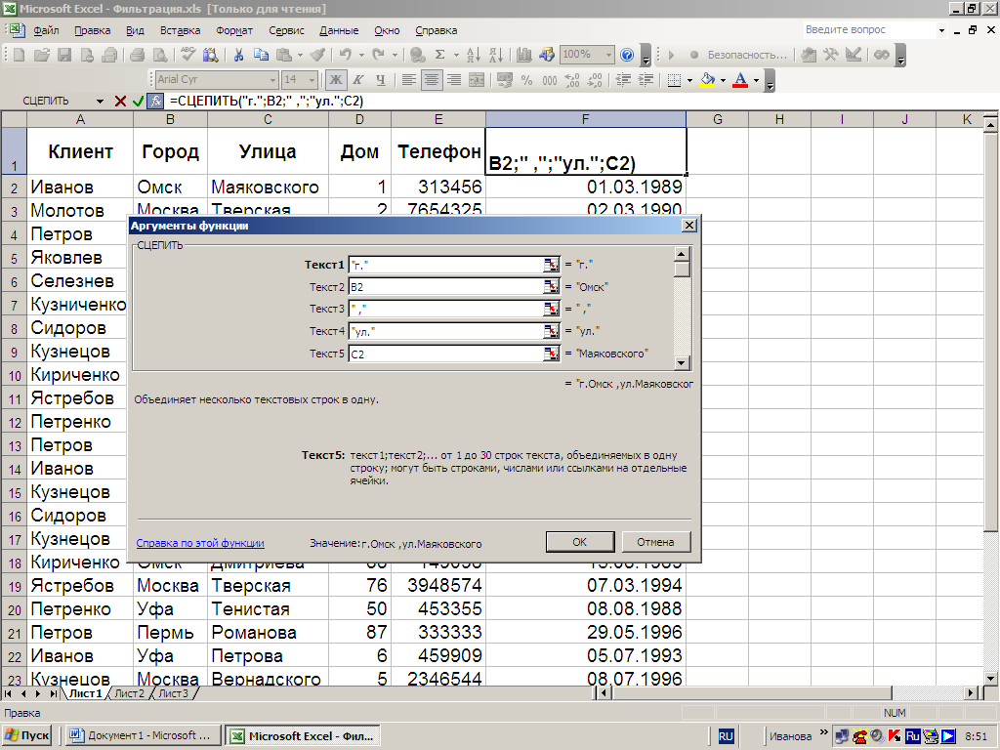 Microsoft Excel - Фильтрация.xls [Только для чтения]
Файл Правка Вид Вставка Формат Сервис Данные Окно Справка Введите вопрос
100% Безопасность...
Arial Cyr 14 Ж К Ч % 000
СЦЕПИТЬ =СЦЕПИТЬ("г.";B2;" ,";"ул.";C2)
A B C D E F G H I J K
1 Клиент Город Улица Дом Телефон B2;" ,";"ул.";C2)
2 Иванов Омск Маяковского 1 313456 01.03.1989
3 Молотов Москва Тверская 2 7654325 02.03.1990
4 Петров
5 Яковлев
6 Селезнев
7 Кузниченко
8 Сидоров
9 Кузнецов
10 Кириченко
11 Ястребов
12 Петренко
13 Петров
14 Иванов
15 Кузнецов
16 Сидоров
17 Кузнецов
Аргументы функции
СЦЕПИТЬ
Текст1 "г." = "г."
Текст2 B2 = "Омск"
Текст3 " ," = " ,"
Текст4 "ул." = "ул."
Текст5 C2 = "Маяковского"
= "г.Омск ,ул.Маяковског
Объединяет несколько текстовых строк в одну.
Текст5: текст1;текст2;... от 1 до 30 строк текста, объединяемых в одну
строку; могут быть строками, числами или ссылками на отдельные
ячейки.
Справка по этой функции Значение:г.Омск ,ул.Маяковского OK Отмена
18 Кириченко Омск Дмитриева
19 Ястребов Москва Тверская 76 3948574 07.03.1994
20 Петренко Уфа Тенистая 50 453355 08.08.1988
21 Петров Пермь Романова 87 333333 29.05.1996
22 Иванов Уфа Петрова 6 459909 05.07.1993
23 Кузнецов Москва Вернадского 5 2346544 08.07.1996
Лист1 Лист2 Лист3
Правка NUM
Пуск Документ1 - Microsoft ... Microsoft Excel - Фил... RU Иванова » Ru 8:51